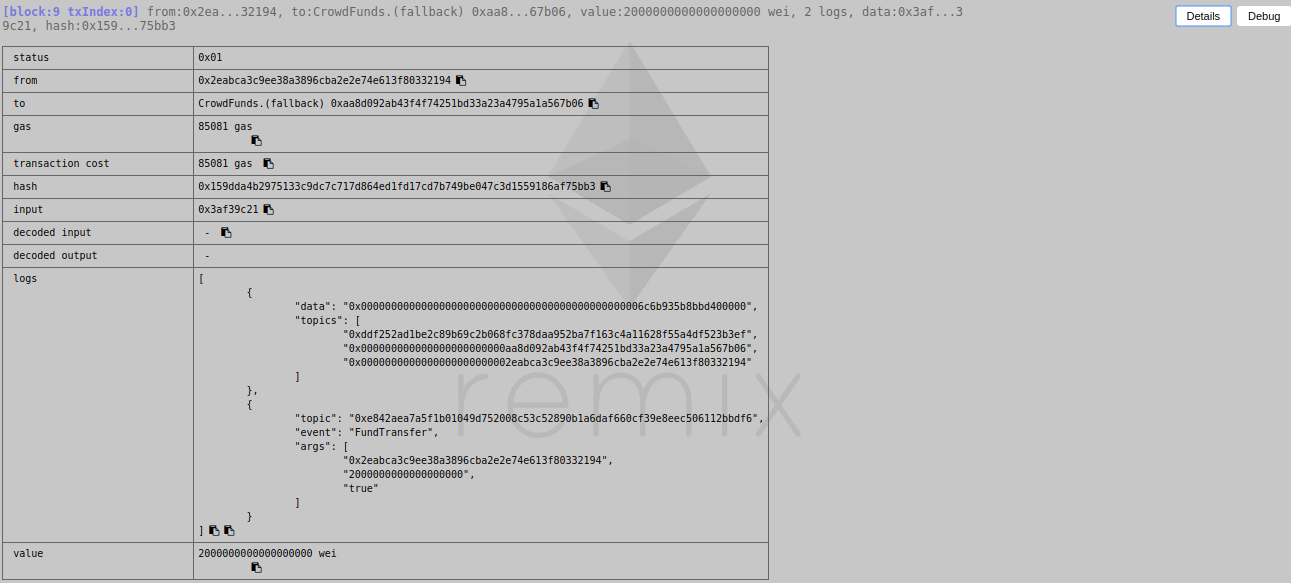 [block:9 txIndex:0] from:0x2ea...32194, to:CrowdFunds.(fallback) 0xaa8...67b06, value:2000000000000000000 wei, 2 logs, data:0x3af...3
9c21, hash:0x159...75bb3
Details
Debug
status 0x01
from 0x2eabca3c9ee38a3896cba2e2e74e613f80332194
to CrowdFunds.(fallback) 0xaa8d092ab43f4f74251bd33a23a4795a1a567b06
gas 85081 gas
transaction cost 85081 gas
hash 0x159dda4b2975133c9dc7c717d864ed1fd17cd7b749be047c3d1559186af75bb3
input 0x3af39c21
decoded input -
decoded output -
logs [
{
"data": "0x000000000000000000000000000000000000000000000006c6b935b8bbd400000",
"topics": [
"0xddf252ad1be2c89b69c2b068fc378daa952ba7f163c4a11628f55a4df523b3ef",
"0x000000000000000000000000aa8d092ab43f4f74251bd33a23a4795a1a567b06",
"0x0000000000000000000000002eabca3c9ee38a3896cba2e2e74e613f80332194"
]
},
{
"topic": "0xe842aea7a5f1b01049d752008c53c52890b1a6daf660cf39e8eec506112bbdf6",
"event": "FundTransfer",
"args": [
"0x2eabca3c9ee38a3896cba2e2e74e613f80332194",
"2000000000000000000",
"true"
]
}
]
value 2000000000000000000 wei
remix